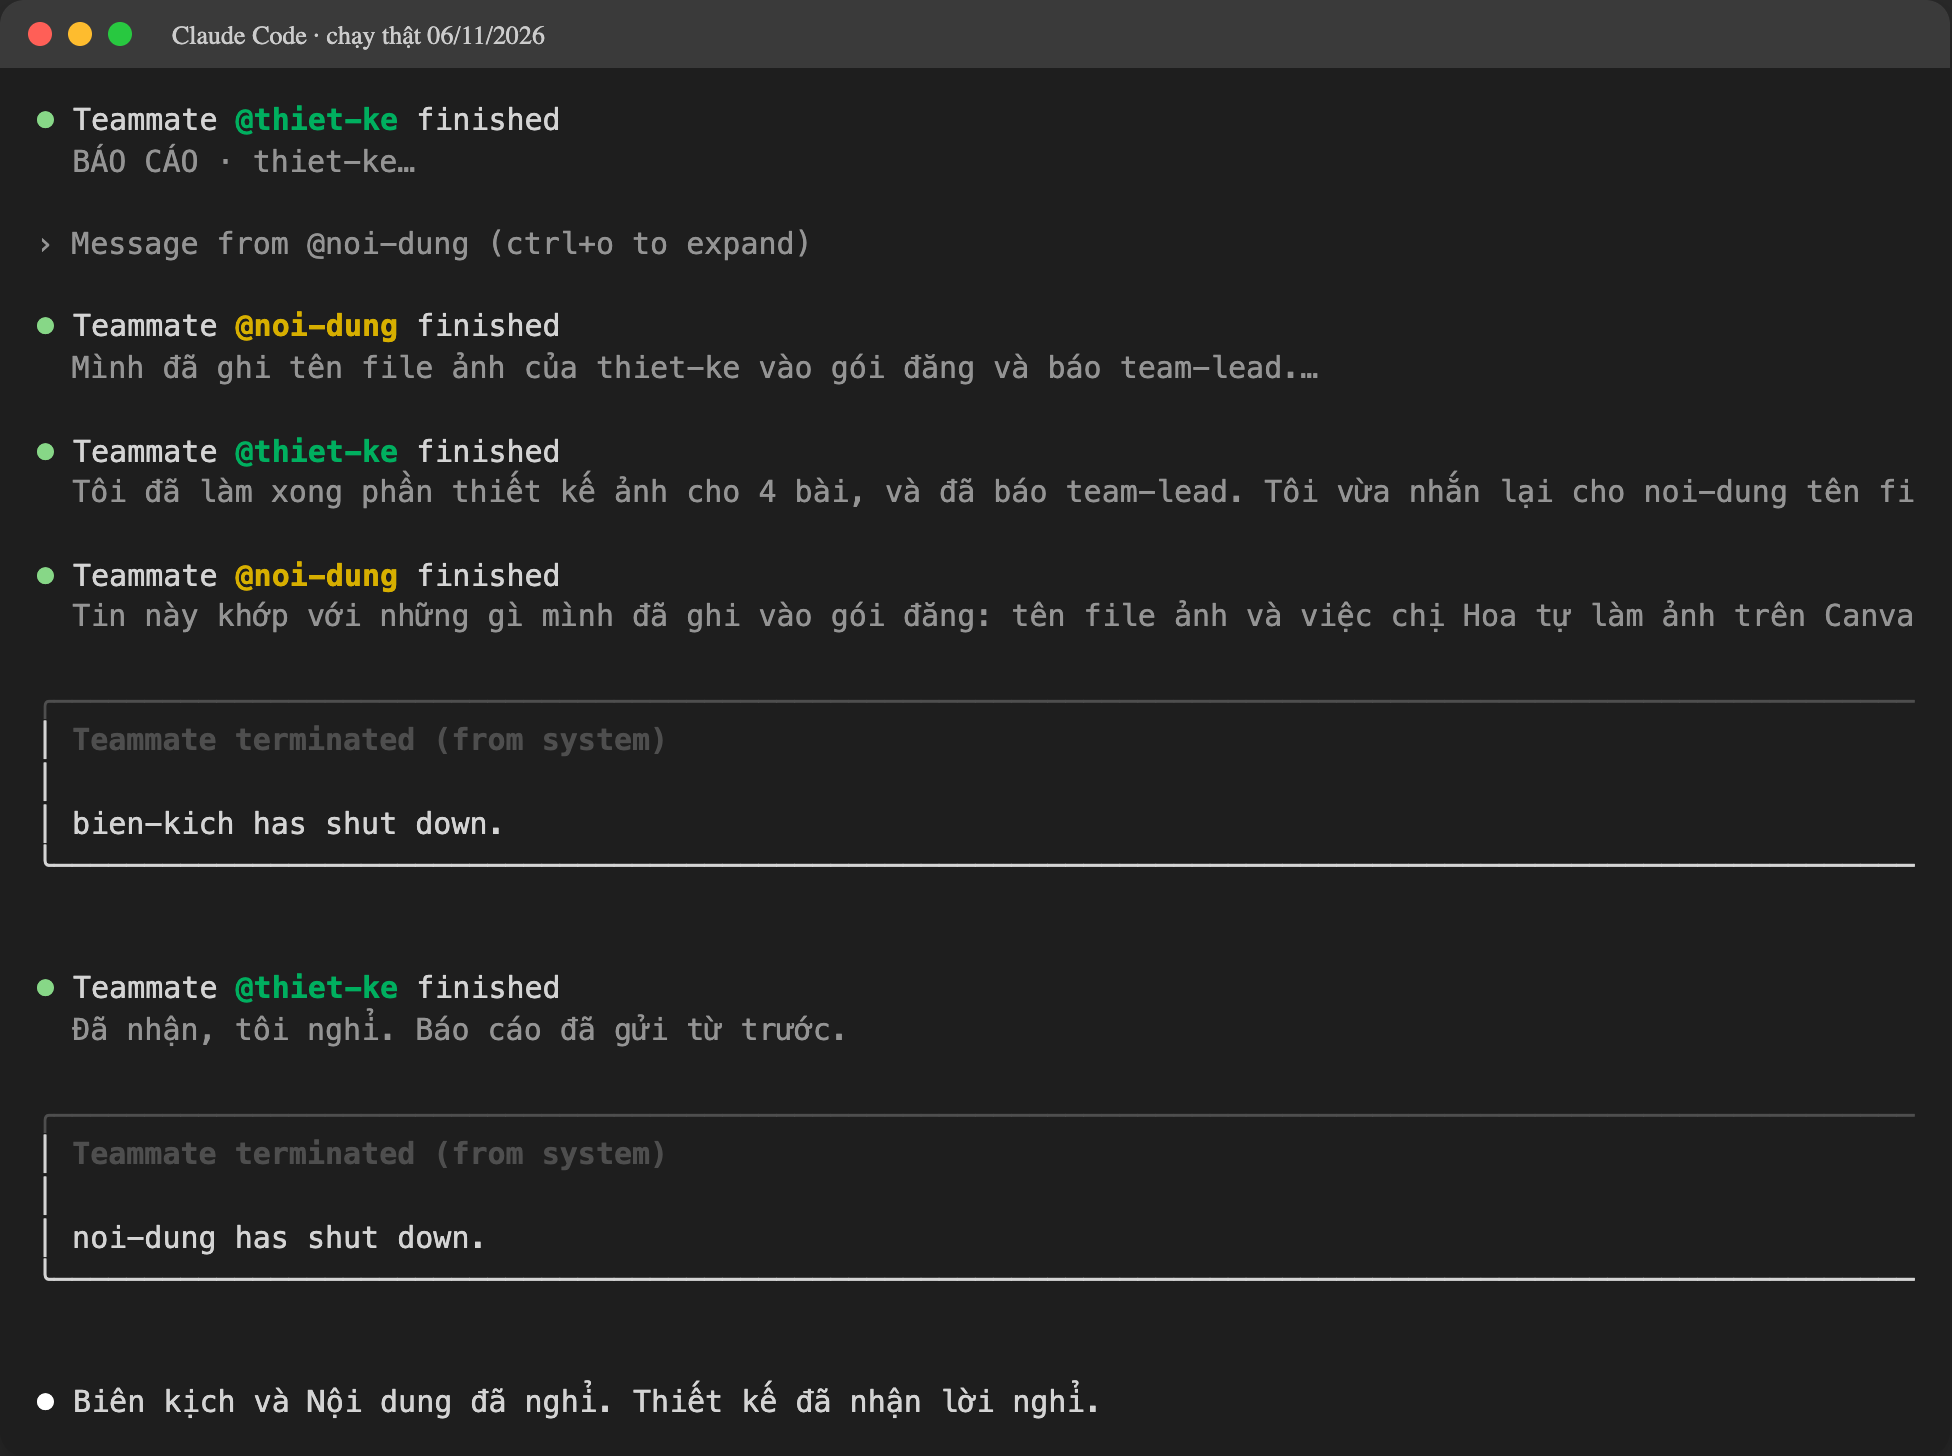 Claude Code · chạy thật 06/11/2026
Teammate @thiet-ke finished
BÁO CÁO · thiet-ke…
› Message from @noi-dung (ctrl+o to expand)
Teammate @noi-dung finished
Mình đã ghi tên file ảnh của thiet-ke vào gói đăng và báo team-lead.…
Teammate @thiet-ke finished
Tôi đã làm xong phần thiết kế ảnh cho 4 bài, và đã báo team-lead. Tôi vừa nhắn lại cho noi-dung tên fi
Teammate @noi-dung finished
Tin này khớp với những gì mình đã ghi vào gói đăng: tên file ảnh và việc chị Hoa tự làm ảnh trên Canva
Teammate terminated (from system)
bien-kich has shut down.
Teammate @thiet-ke finished
Đã nhận, tôi nghỉ. Báo cáo đã gửi từ trước.
Teammate terminated (from system)
noi-dung has shut down.
Biên kịch và Nội dung đã nghỉ. Thiết kế đã nhận lời nghỉ.